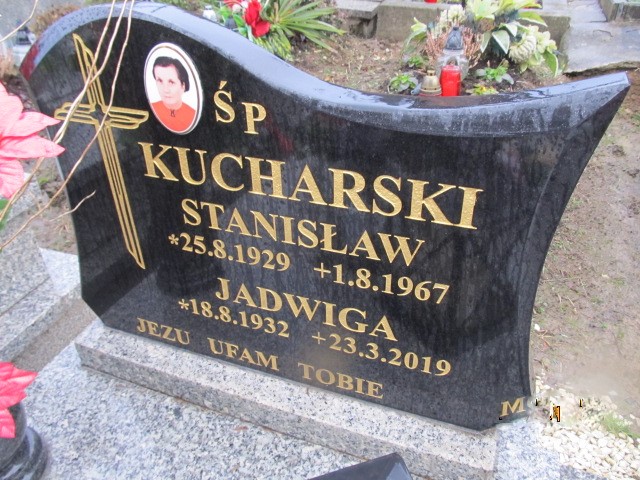 ŚP
KUCHARSKI
STANISŁAW
*25.8.1929 +1.8.1967
JADWIGA
*18.8.1932 +23.3.2019
JEZU UFAM TOBIE
M